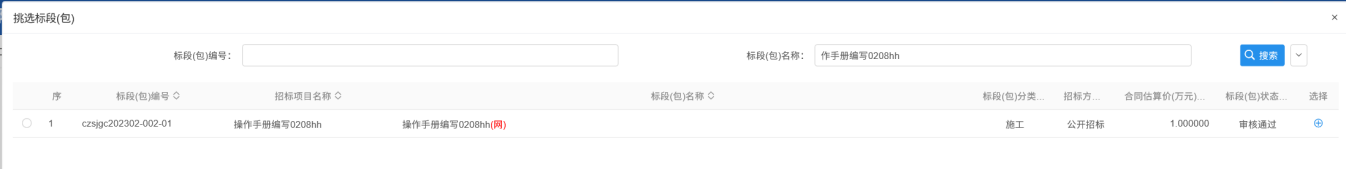 挑选标段(包)
标段(包)编号： 标段(包)名称： 作手册编写0208hh 搜索
序 标段(包)编号 招标项目名称 标段(包)名称 标段(包)分类... 招标方... 合同估算价(万元)... 标段(包)状态... 选择
1 czsjgc202302-002-01 操作手册编写0208hh 操作手册编写0208hh(网) 施工 公开招标 1.000000 审核通过